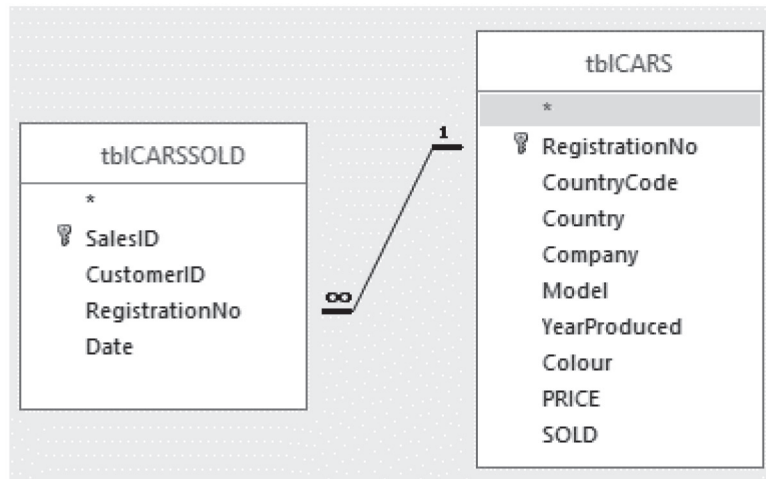 tblCARSSOLD
*
SalesID
CustomerID
RegistrationNo
Date
∞
1
tblCARS
*
RegistrationNo
CountryCode
Country
Company
Model
YearProduced
Colour
PRICE
SOLD